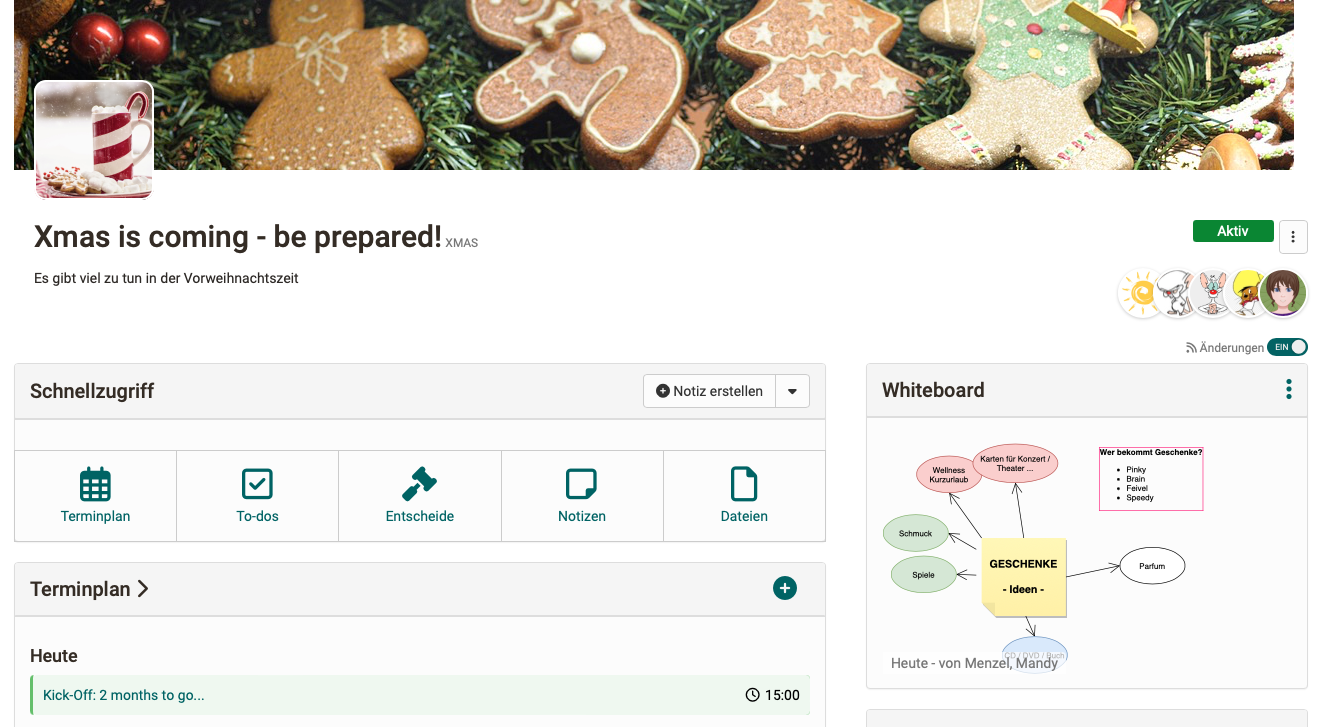 Xmas is coming - be prepared! XMAS
Aktiv
Es gibt viel zu tun in der Vorweihnachtszeit
Änderungen EIN
Schnellzugriff
Notiz erstellen
Terminplan
To-dos
Entscheide
Notizen
Dateien
Terminplan
Heute
Kick-Off: 2 months to go...
15:00
Whiteboard
Wellness
Kurzurlaub
Karten für Konzert /
Theater ...
Wer bekommt Geschenke?
Pinky
Brain
Feivel
Speedy
Schmuck
Spiele
GESCHENKE
- Ideen -
Parfum
CD / DVD / Buch
Heute - von Menzel, Mandy